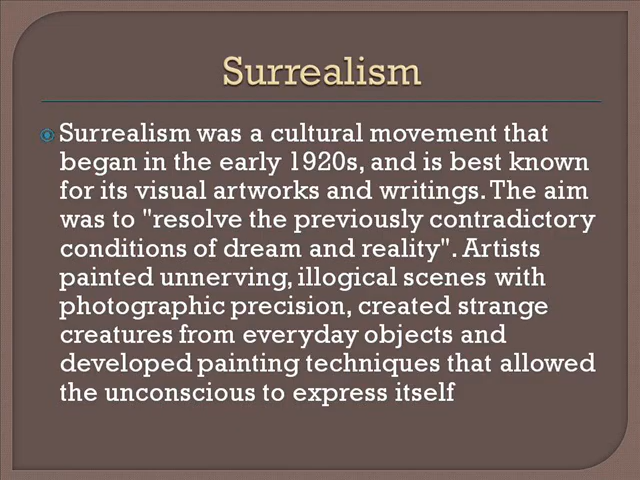 Surrealism
Surrealism was a cultural movement that
began in the early 1920s, and is best known
for its visual artworks and writings. The aim
was to "resolve the previously contradictory
conditions of dream and reality". Artists
painted unnerving, illogical scenes with
photographic precision, created strange
creatures from everyday objects and
developed painting techniques that allowed
the unconscious to express itself